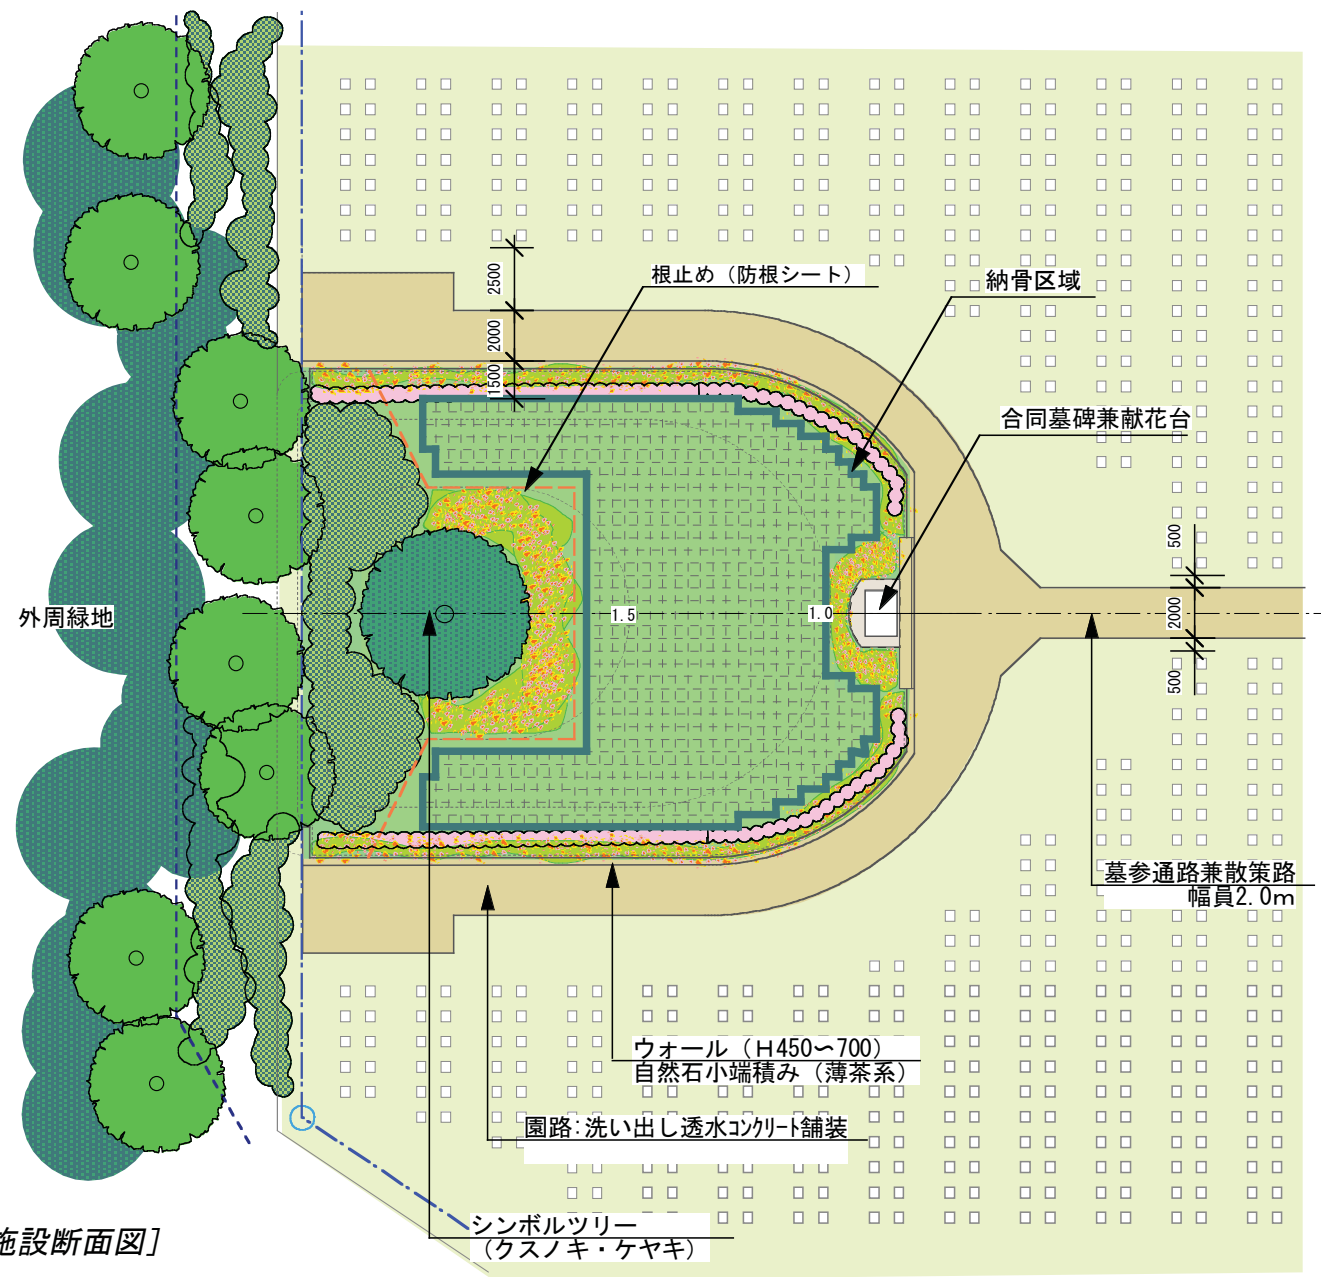 2500
根止め（防根シート）
納骨区域
2000
1500
合同墓碑兼献花台
500
外周緑地
1.5
1.0
2000
500
墓参通路兼散策路
幅員2.0m
ウォール（H450〜700）
自然石小端積み（薄茶系）
園路:洗い出し透水ｺﾝｸﾘｰﾄ舗装
シンボルツリー
（クスノキ・ケヤキ）
施設断面図］